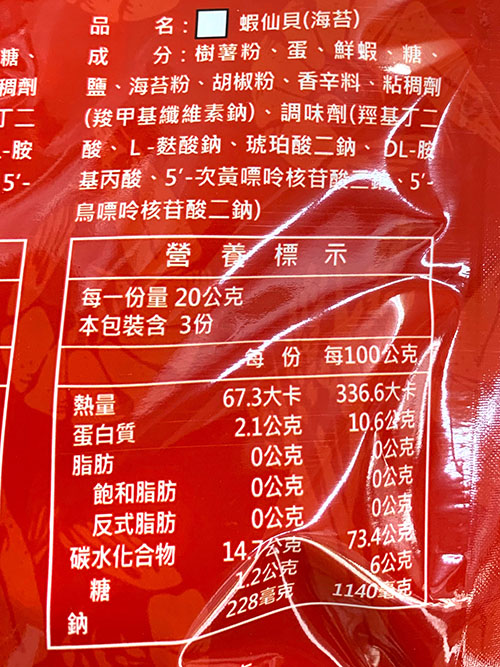 品 名: 蝦仙貝(海苔)
糖、
成 分:樹薯粉、蛋、鮮蝦、糖、
粘稠劑
鹽、海苔粉、胡椒粉、香辛料、粘稠劑
丁二
(羧甲基纖維素鈉)、調味劑(羥基丁二
L-胺
酸、L-麩酸鈉、琥珀酸二鈉、DL-胺
5'-
基丙酸、5'-次黃嘌呤核苷酸二鈉、5'-
鳥嘌呤核苷酸二鈉)
營養標示
每一份量 20公克
本包裝含 3份
每 份 每100公克
熱量 67.3大卡 336.6大卡
蛋白質 2.1公克 10.6公克
脂肪 0公克 0公克
飽和脂肪 0公克 0公克
反式脂肪 0公克 0公克
碳水化合物 14.7公克 73.4公克
糖 1.2公克 6公克
鈉 228毫克 1140毫克